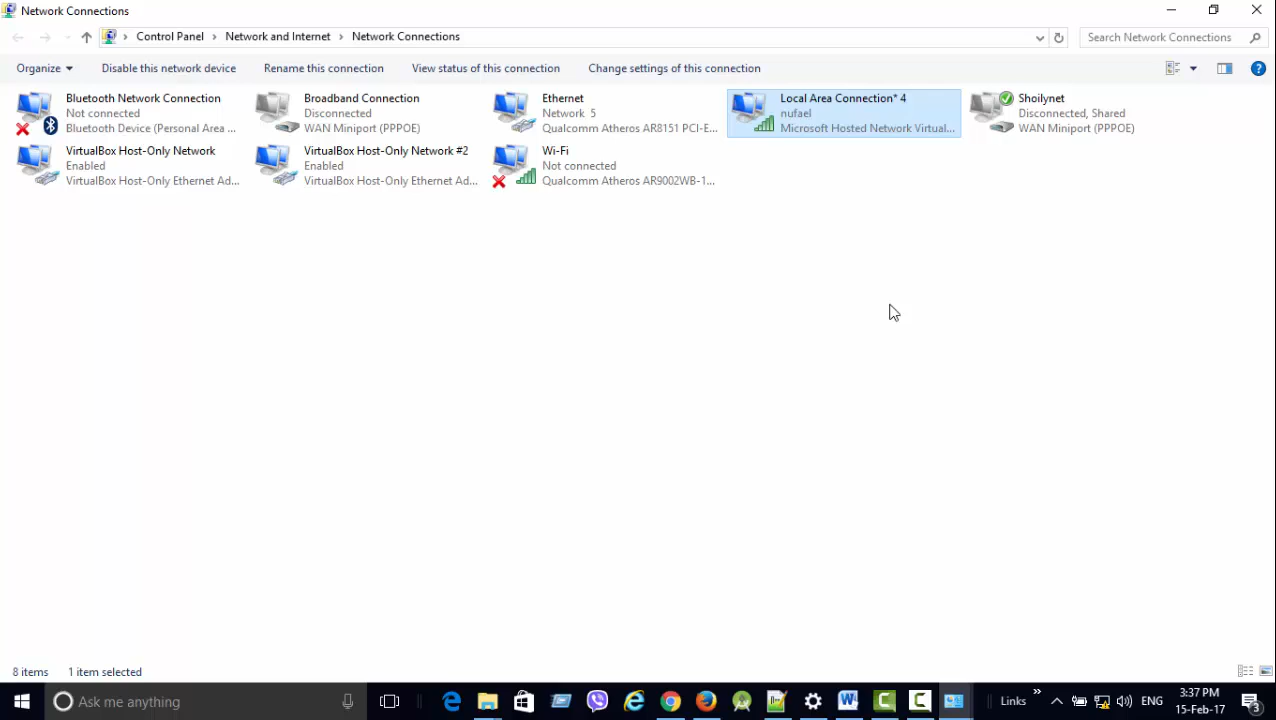 Network Connections
Control Panel > Network and Internet > Network Connections
Search Network Connections
Organize
Disable this network device
Rename this connection
View status of this connection
Change settings of this connection
Bluetooth Network Connection
Not connected
Bluetooth Device (Personal Area ...
Broadband Connection
Disconnected
WAN Miniport (PPPOE)
Ethernet
Network 5
Qualcomm Atheros AR8151 PCI-E...
Local Area Connection* 4
nufael
Microsoft Hosted Network Virtual...
Shoilynet
Disconnected, Shared
WAN Miniport (PPPOE)
VirtualBox Host-Only Network
Enabled
VirtualBox Host-Only Ethernet Ad...
VirtualBox Host-Only Network #2
Enabled
VirtualBox Host-Only Ethernet Ad...
Wi-Fi
Not connected
Qualcomm Atheros AR9002WB-1...
8 items
1 item selected
Ask me anything
Links
ENG
3:37 PM
15-Feb-17
3